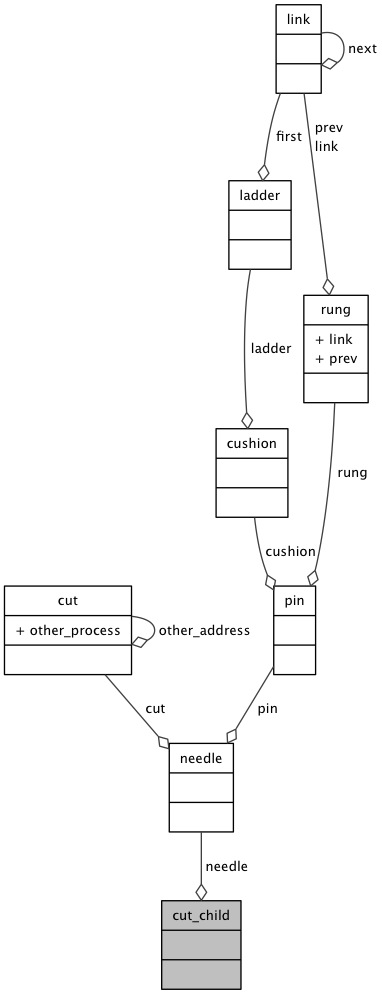 link
next
first
prev
link
ladder
rung
+ link
+ prev
ladder
cushion
rung
cushion
cut
+ other_process
other_address
pin
cut
pin
needle
needle
cut_child